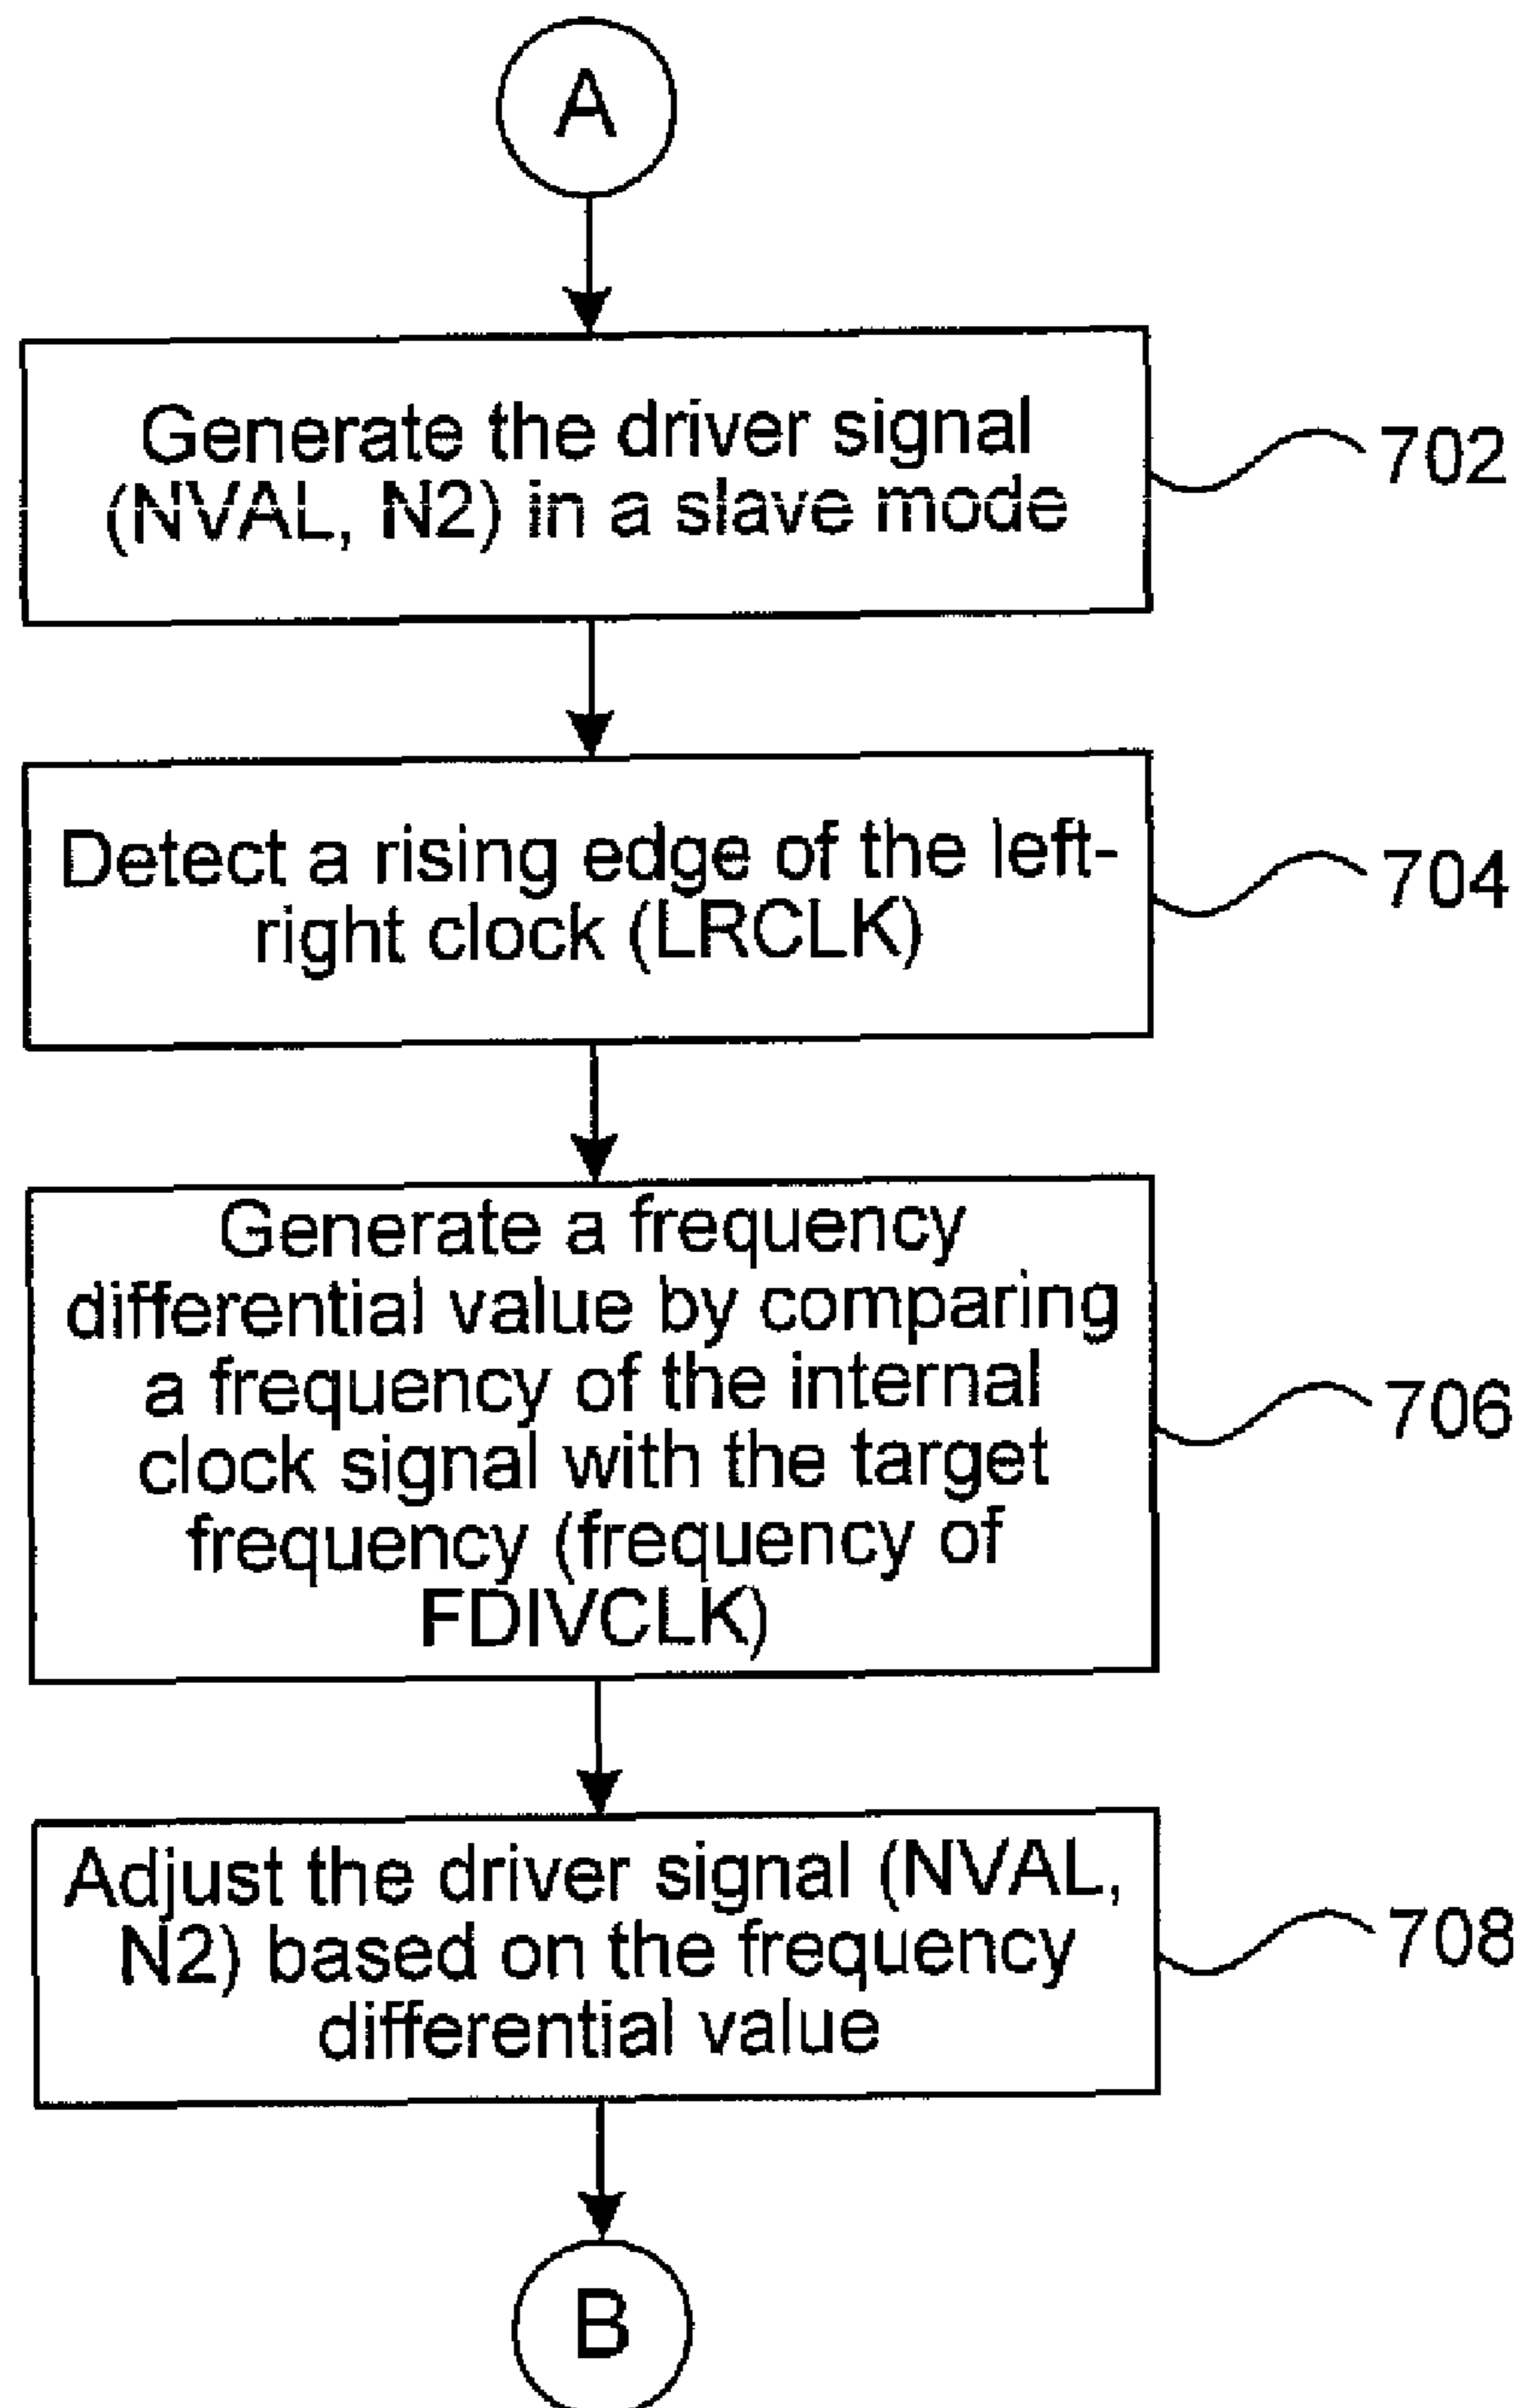 A
Generate the driver signal
(NVAL, N2) in a slave mode
702
Detect a rising edge of the left-
right clock (LRCLK)
704
Generate a frequency
differential value by comparing
a frequency of the internal
clock signal with the target
frequency (frequency of
FDIVCLK)
706
Adjust the driver signal (NVAL,
N2) based on the frequency
differential value
708
B